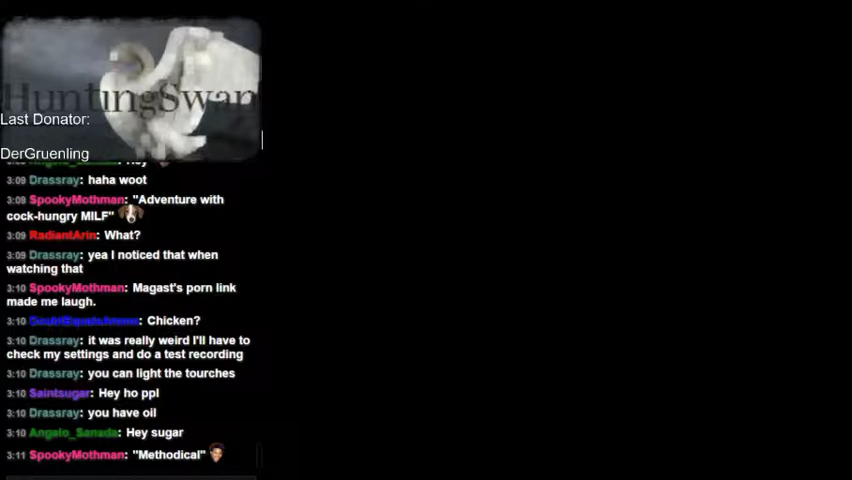 HuntingSwan
Last Donator:
DerGruenling
3:09 Drassray: haha woot
3:09 SpookyMothman: "Adventure with
cock-hungry MILF"
3:09 RadiantArin: What?
3:09 Drassray: yea I noticed that when
watching that
3:10 SpookyMothman: Magast's porn link
made me laugh.
3:10 : Chicken?
3:10 Drassray: it was really weird I'll have to
check my settings and do a test recording
3:10 Drassray: you can light the tourches
3:10 Saintsugar: Hey ho ppl
3:10 Drassray: you have oil
3:10 Angelo_Sanada: Hey sugar
3:11 SpookyMothman: "Methodical"